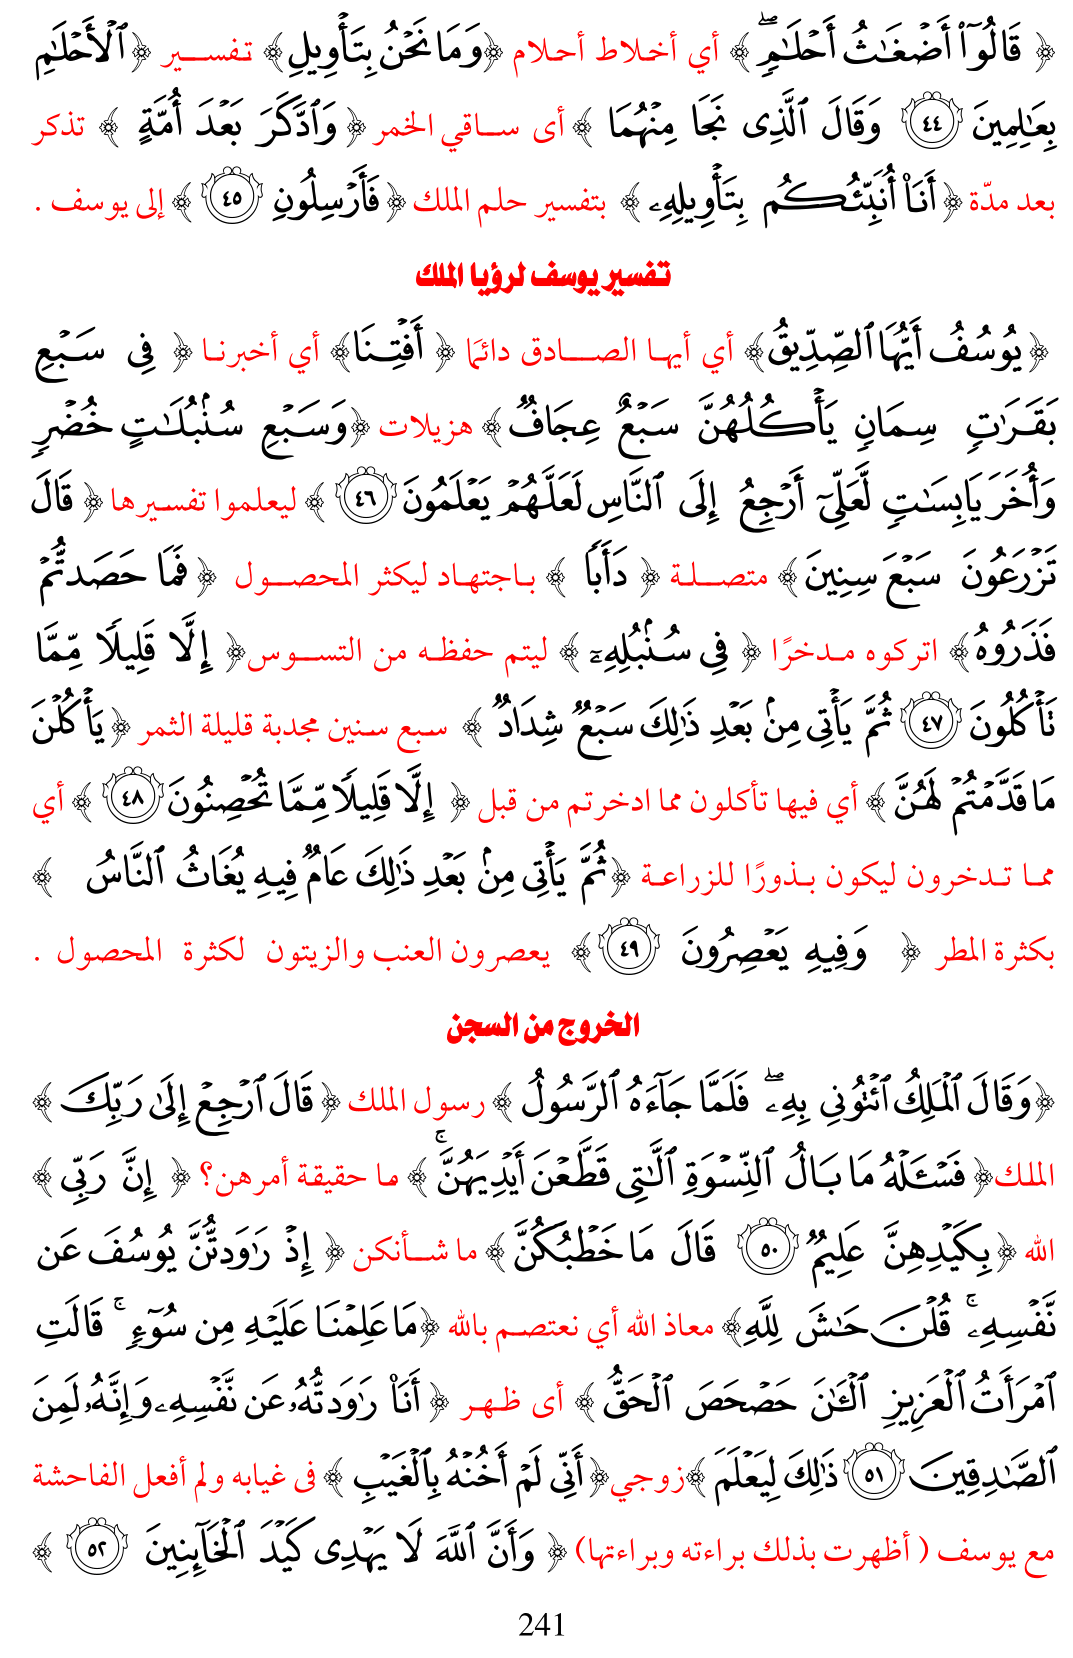 ﴿ قَالُوٓا۟ أَضْغَـٰثُ أَحْلَـٰمٍۢ ۖ ﴾ أي أخلاط أحلام ﴿وَمَا نَحْنُ بِتَأْوِيلِ﴾ تفسير ﴿ٱلْأَحْلَـٰمِ
بِعَـٰلِمِينَ ٤٤ وَقَالَ ٱلَّذِى نَجَا مِنْهُمَا ﴾ أى ساقي الخمر ﴿ وَٱدَّكَرَ بَعْدَ أُمَّةٍ ﴾ تذكر
بعد مدّة ﴿ أَنَا۠ أُنَبِّئُكُم بِتَأْوِيلِهِۦ ﴾ بتفسير حلم الملك ﴿ فَأَرْسِلُونِ ٤٥ ﴾ إلى يوسف .
تفسير يوسف لرؤيا الملك
﴿ يُوسُفُ أَيُّهَا ٱلصِّدِّيقُ﴾ أي أيها الصادق دائمًا ﴿ أَفْتِنَا﴾ أي أخبرنا ﴿ فِى سَبْعِ
بَقَرَٰتٍۢ سِمَانٍۢ يَأْكُلُهُنَّ سَبْعٌ عِجَافٌۭ ﴾ هزيلات ﴿وَسَبْعِ سُنۢبُلَـٰتٍ خُضْرٍۢ
وَأُخَرَ يَابِسَـٰتٍۢ لَّعَلِّىٓ أَرْجِعُ إِلَى ٱلنَّاسِ لَعَلَّهُمْ يَعْلَمُونَ ٤٦ ﴾ ليعلموا تفسيرها ﴿ قَالَ
تَزْرَعُونَ سَبْعَ سِنِينَ ﴾ متصلة ﴿ دَأَبًۭا ﴾ باجتهاد ليكثر المحصول ﴿ فَمَا حَصَدتُّمْ
فَذَرُوهُ ﴾ اتركوه مدخرًا ﴿ فِى سُنۢبُلِهِۦٓ ﴾ ليتم حفظه من التسوس ﴿ إِلَّا قَلِيلًۭا مِّمَّا
تَأْكُلُونَ ٤٧ ثُمَّ يَأْتِى مِنۢ بَعْدِ ذَٰلِكَ سَبْعٌۭ شِدَادٌۭ ﴾ سبع سنين مجدبة قليلة الثمر ﴿ يَأْكُلْنَ
مَا قَدَّمْتُمْ لَهُنَّ ﴾ أي فيها تأكلون مما ادخرتم من قبل ﴿ إِلَّا قَلِيلًۭا مِّمَّا تُحْصِنُونَ ٤٨ ﴾ أي
مما تدخرون ليكون بذورًا للزراعة ﴿ثُمَّ يَأْتِى مِنۢ بَعْدِ ذَٰلِكَ عَامٌۭ فِيهِ يُغَاثُ ٱلنَّاسُ ﴾
بكثرة المطر ﴿ وَفِيهِ يَعْصِرُونَ ٤٩ ﴾ يعصرون العنب والزيتون لكثرة المحصول .
الخروج من السجن
﴿وَقَالَ ٱلْمَلِكُ ٱئْتُونِى بِهِۦ ۖ فَلَمَّا جَآءَهُ ٱلرَّسُولُ ﴾ رسول الملك ﴿ قَالَ ٱرْجِعْ إِلَىٰ رَبِّكَ ﴾
الملك ﴿ فَسْـَٔلْهُ مَا بَالُ ٱلنِّسْوَةِ ٱلَّـٰتِى قَطَّعْنَ أَيْدِيَهُنَّ ۚ ﴾ ما حقيقة أمرهن؟ ﴿ إِنَّ رَبِّى ﴾
الله ﴿ بِكَيْدِهِنَّ عَلِيمٌۭ ٥٠ قَالَ مَا خَطْبُكُنَّ ﴾ ما شأنكن ﴿ إِذْ رَٰوَدتُّنَّ يُوسُفَ عَن
نَّفْسِهِۦ ۚ قُلْنَ حَـٰشَ لِلَّهِ﴾ معاذ الله أي نعتصم بالله ﴿مَا عَلِمْنَا عَلَيْهِ مِن سُوٓءٍۢ ۚ قَالَتِ
ٱمْرَأَتُ ٱلْعَزِيزِ ٱلْـَٔـٰنَ حَصْحَصَ ٱلْحَقُّ ﴾ أى ظهر ﴿ أَنَا۠ رَٰوَدتُّهُۥ عَن نَّفْسِهِۦ وَإِنَّهُۥ لَمِنَ
ٱلصَّـٰدِقِينَ ٥١ ذَٰلِكَ لِيَعْلَمَ ﴾ زوجي ﴿ أَنِّى لَمْ أَخُنْهُ بِٱلْغَيْبِ ﴾ فى غيابه ولم أفعل الفاحشة
مع يوسف ( أظهرت بذلك براءته وبراءتها) ﴿ وَأَنَّ ٱللَّهَ لَا يَهْدِى كَيْدَ ٱلْخَآئِنِينَ ٥٢ ﴾
241